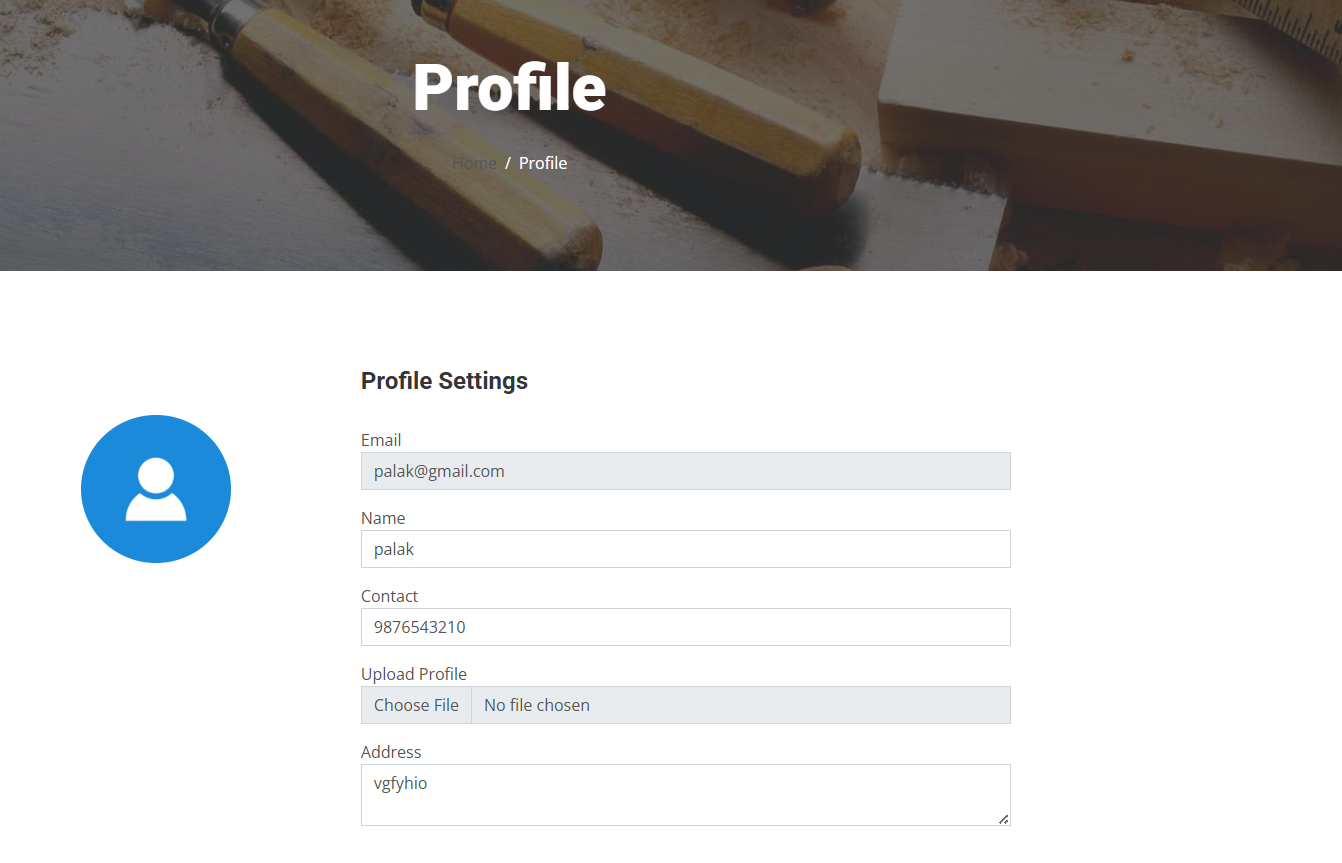 Profile
Home / Profile
Profile Settings
Email
palak@gmail.com
Name
palak
Contact
9876543210
Upload Profile
Choose File No file chosen
Address
vgfyhio